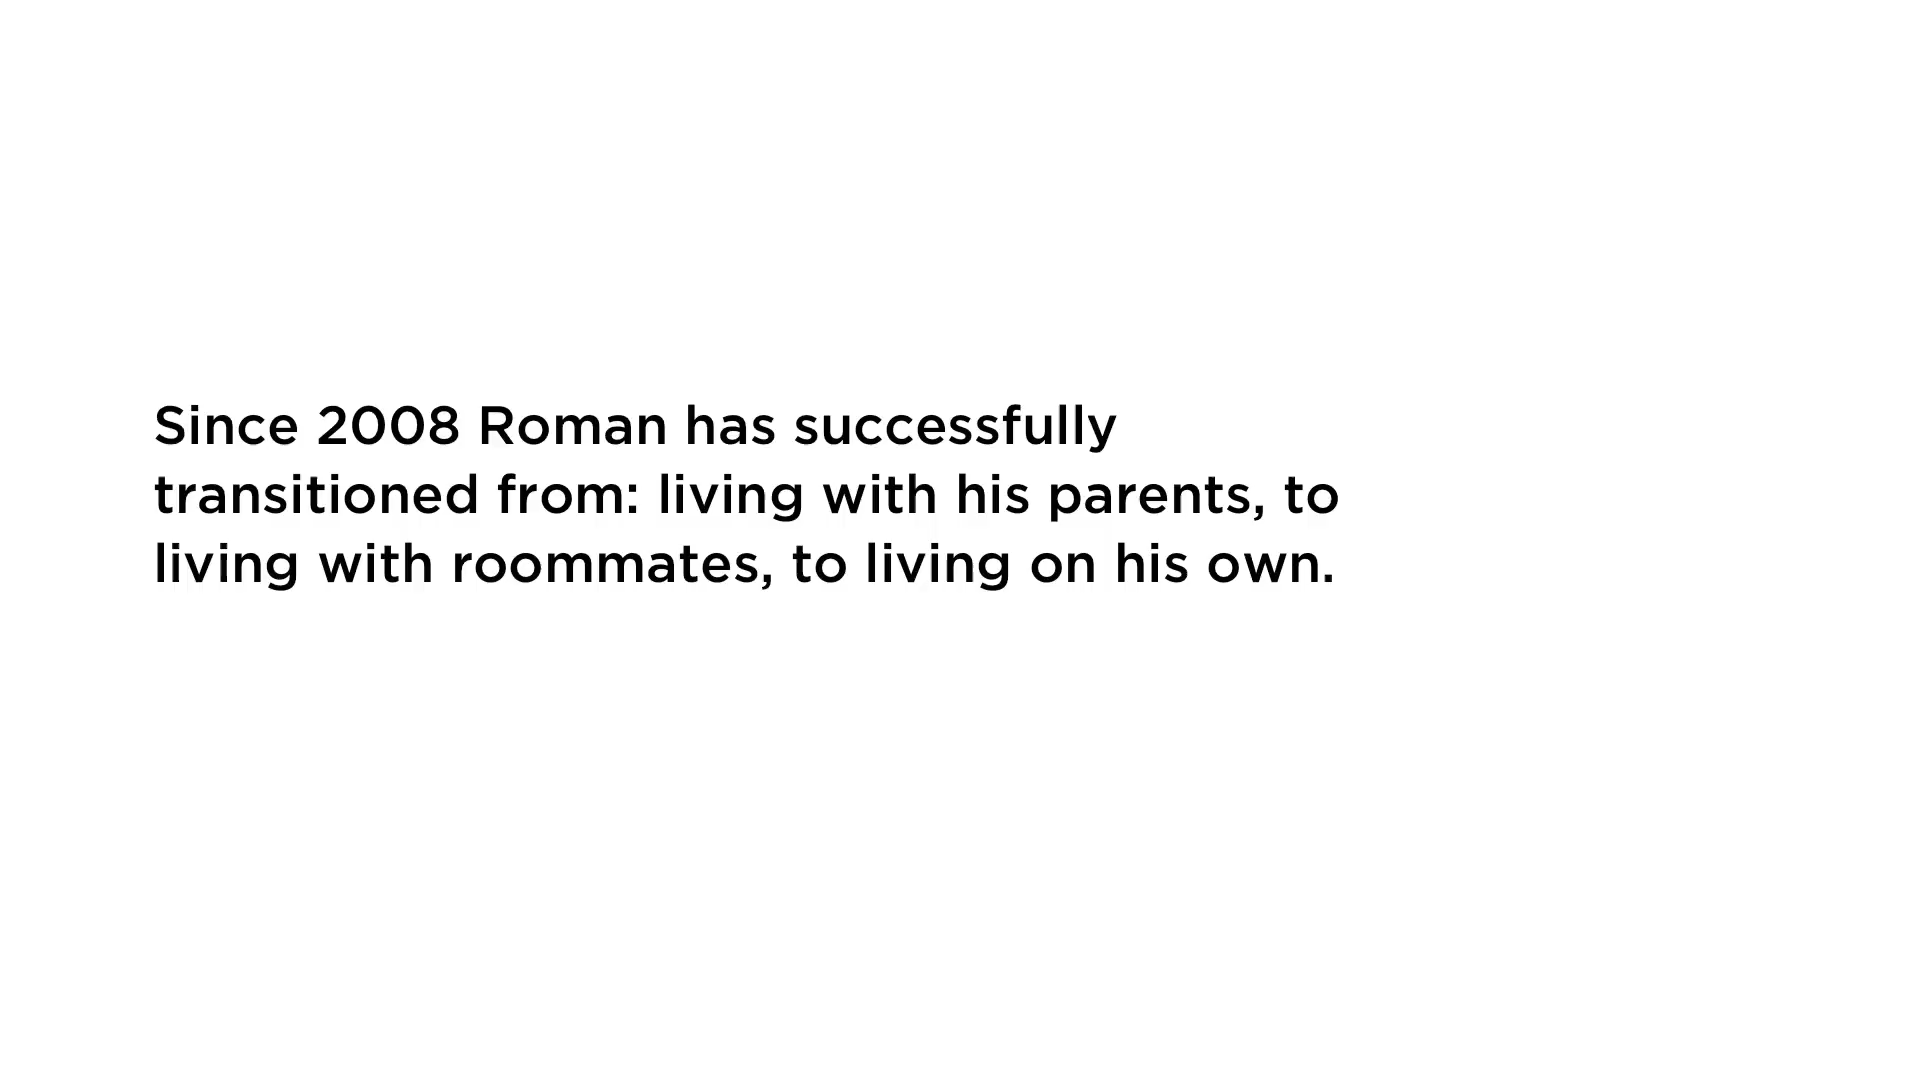 Since 2008 Roman has successfully
transitioned from: living with his parents, to
living with roommates, to living on his own.